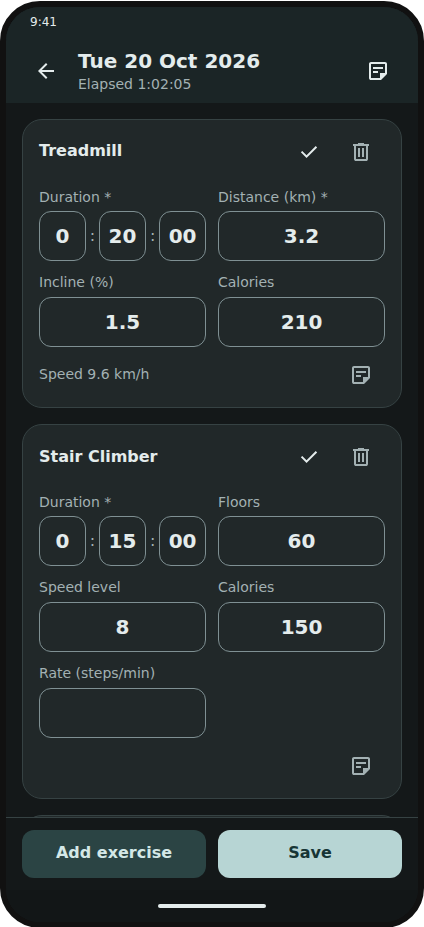 9:41
Tue 20 Oct 2026
Elapsed 1:02:05
Treadmill
Duration * Distance (km) *
0 : 20 : 00 3.2
Incline (%) Calories
1.5 210
Speed 9.6 km/h
Stair Climber
Duration * Floors
0 : 15 : 00 60
Speed level Calories
8 150
Rate (steps/min)
Add exercise Save